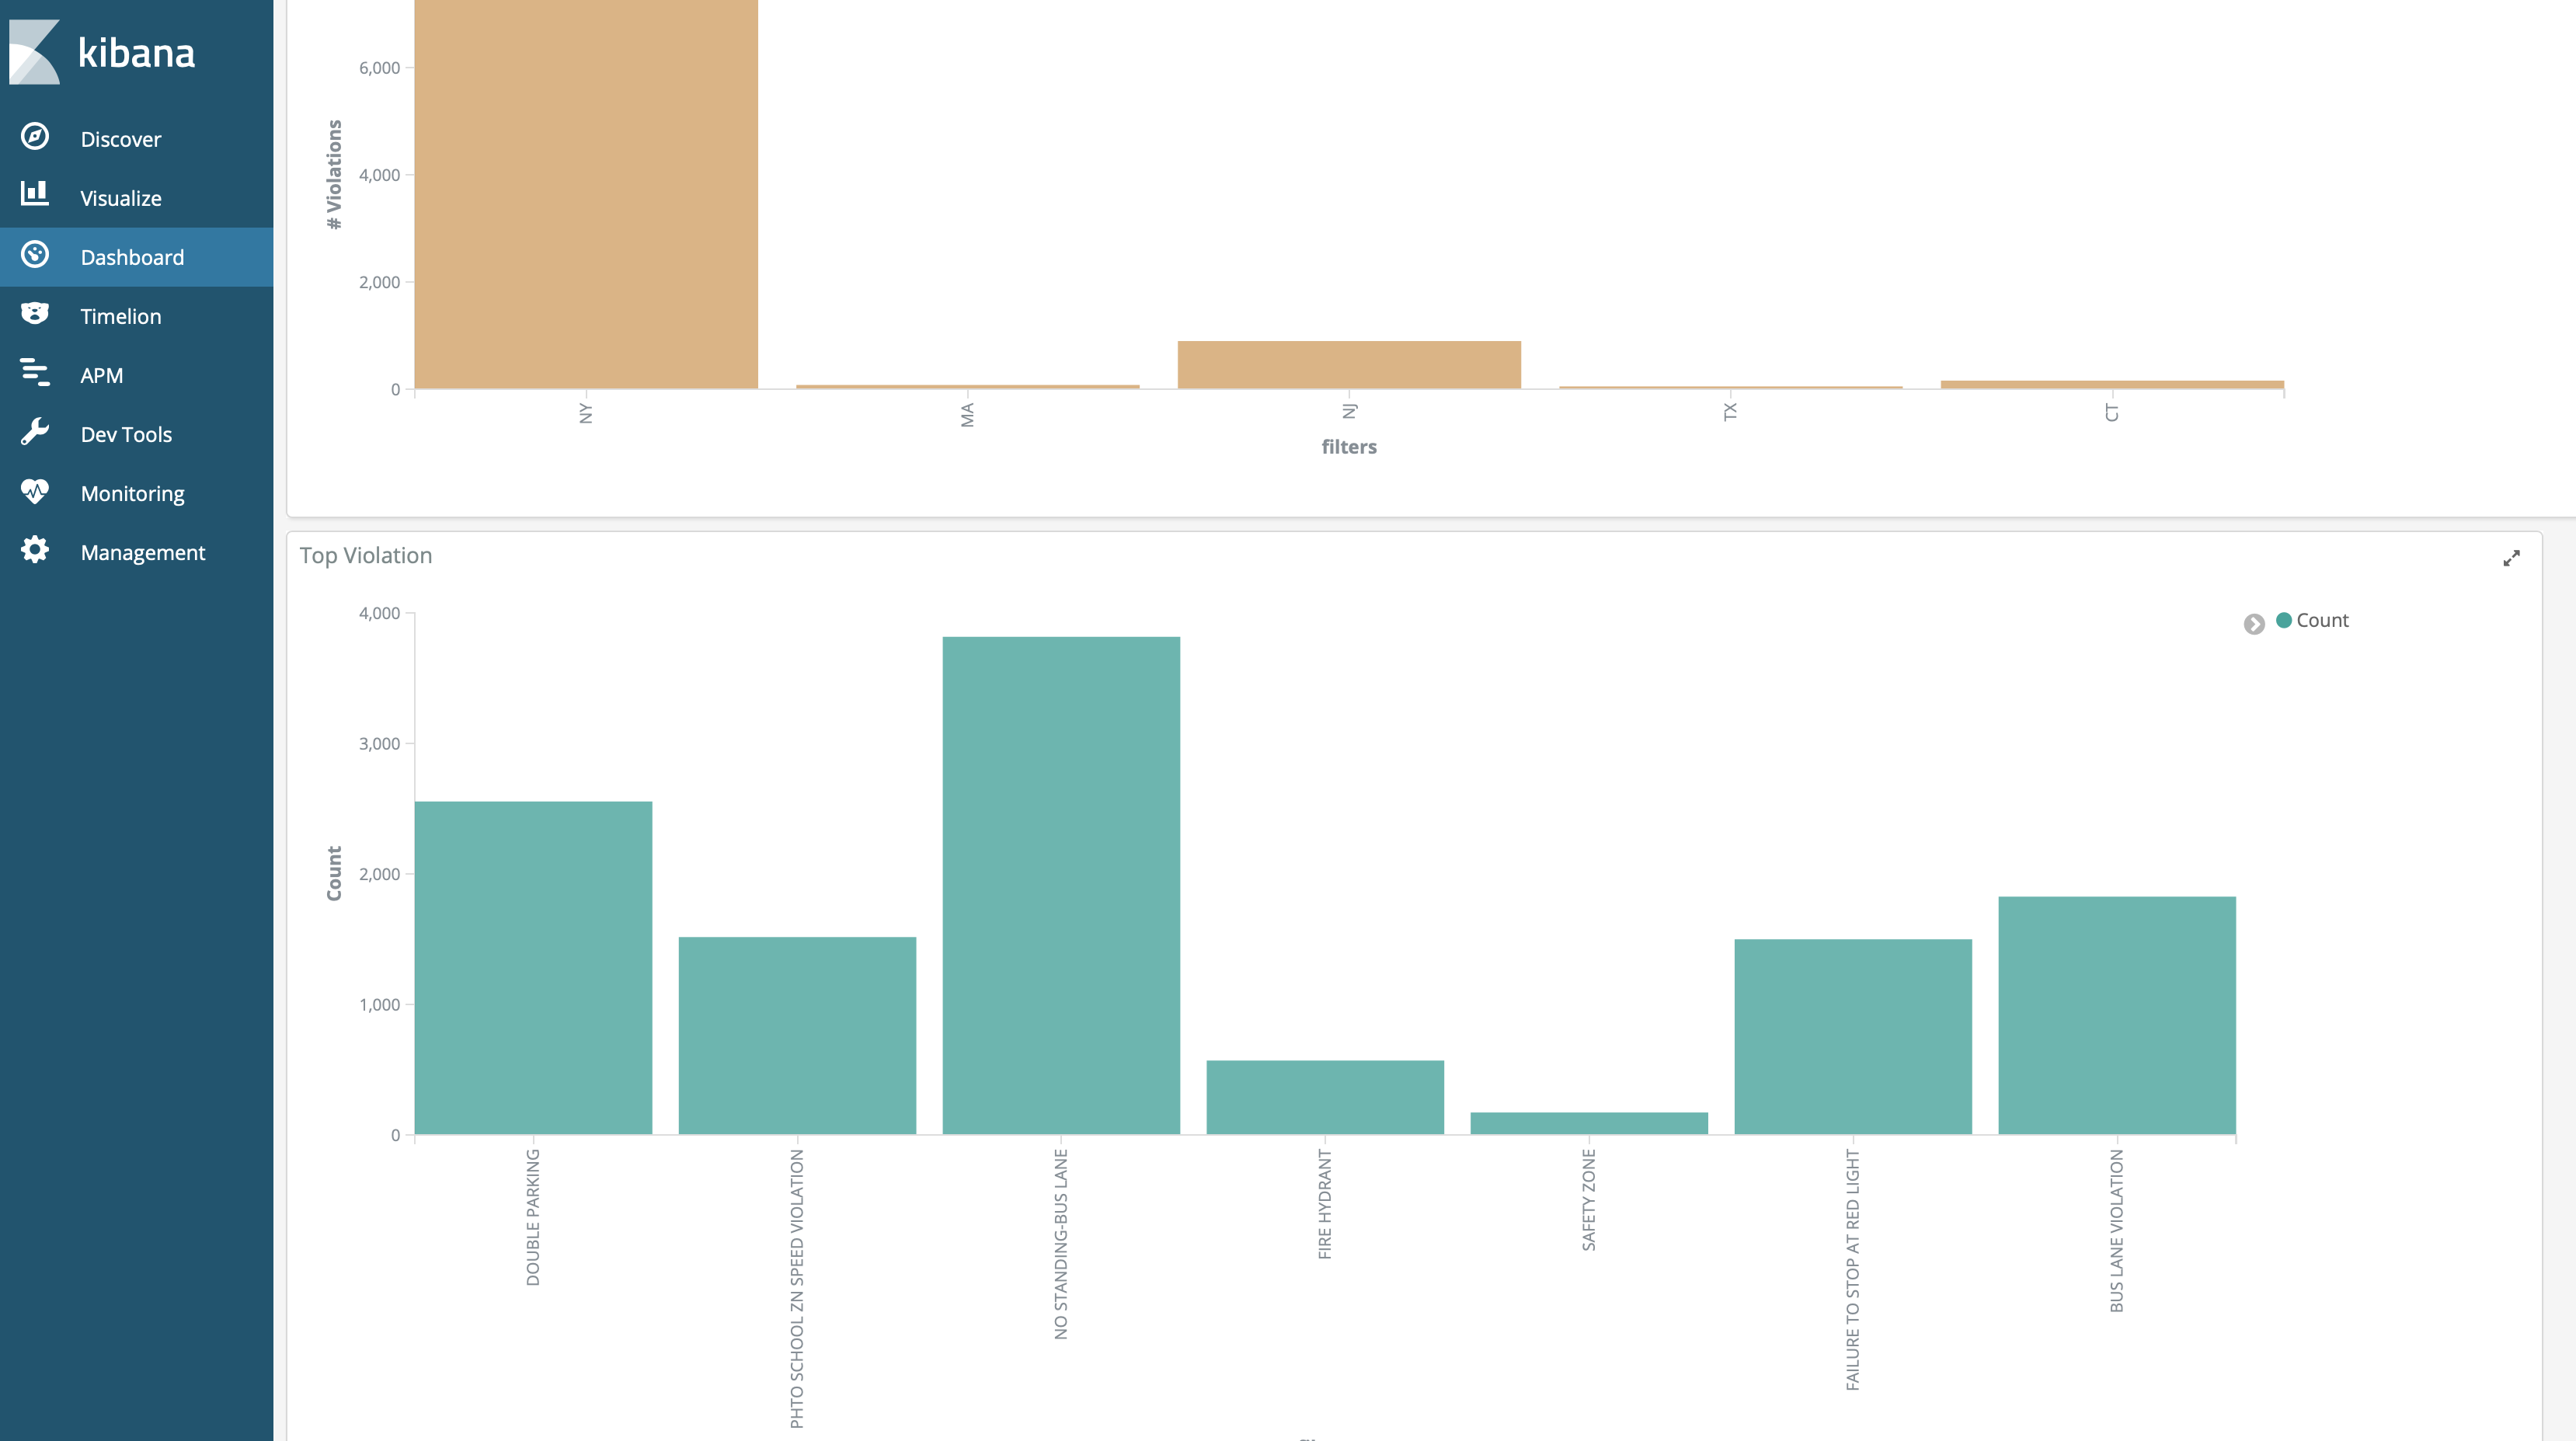 kibana
Discover
Visualize
Dashboard
Timelion
APM
Dev Tools
Monitoring
Management
6,000
4,000
2,000
0
# Violations
NY
MA
NJ
TX
CT
filters
Top Violation
4,000
3,000
2,000
1,000
0
Count
Count
DOUBLE PARKING
PHTO SCHOOL ZN SPEED VIOLATION
NO STANDING-BUS LANE
FIRE HYDRANT
SAFETY ZONE
FAILURE TO STOP AT RED LIGHT
BUS LANE VIOLATION